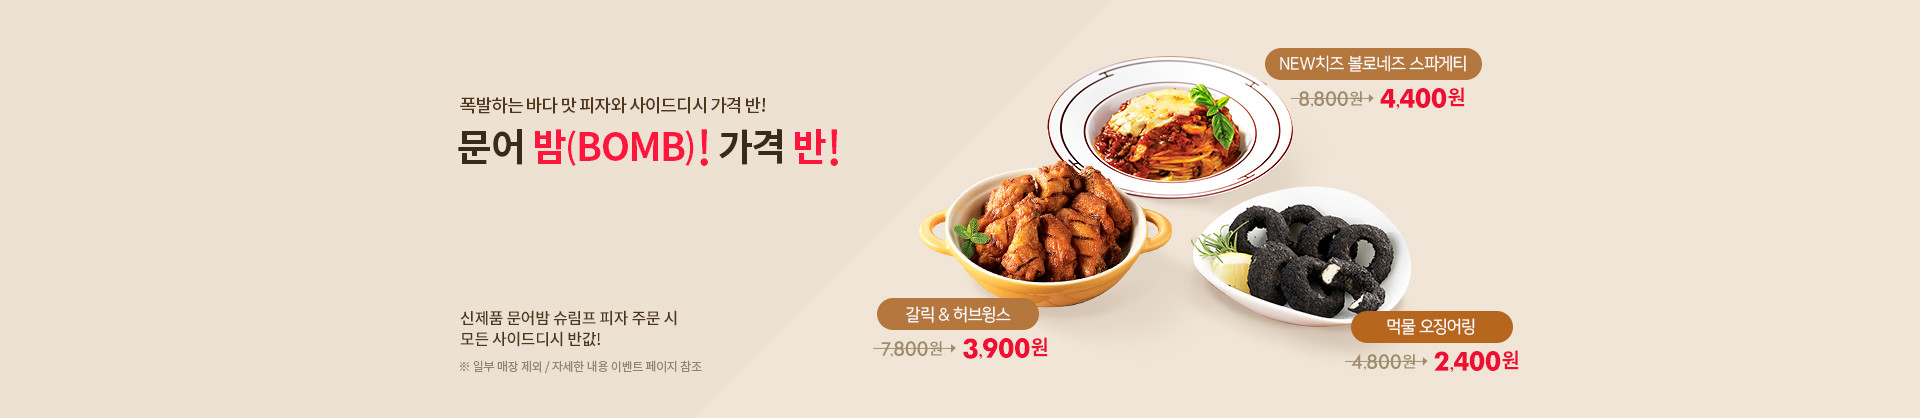 폭발하는 바다 맛 피자와 사이드디시 가격 반!
문어 밤(BOMB)! 가격 반!
신제품 문어밤 슈림프 피자 주문 시
모든 사이드디시 반값!
※ 일부 매장 제외 / 자세한 내용 이벤트 페이지 참조
NEW치즈 볼로네즈 스파게티
8,800원 4,400원
갈릭 & 허브윙스
7,800원 3,900원
먹물 오징어링
4,800원 2,400원